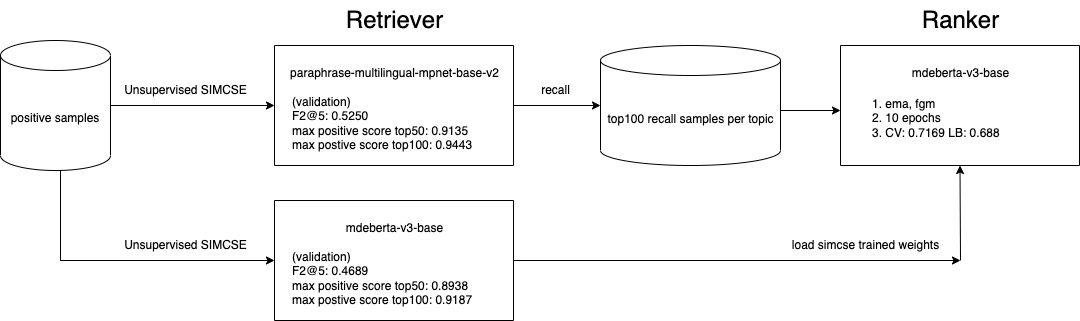 Retriever
Ranker
positive samples
Unsupervised SIMCSE
paraphrase-multilingual-mpnet-base-v2
(validation)
F2@5: 0.5250
max positive score top50: 0.9135
max postive score top100: 0.9443
recall
top100 recall samples per topic
mdeberta-v3-base
1. ema, fgm
2. 10 epochs
3. CV: 0.7169 LB: 0.688
Unsupervised SIMCSE
mdeberta-v3-base
(validation)
F2@5: 0.4689
max positive score top50: 0.8938
max postive score top100: 0.9187
load simcse trained weights